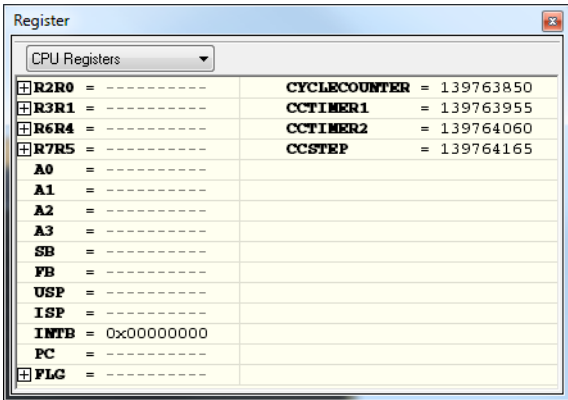 Register
CPU Registers
R2R0 = ---------- CYCLECOUNTER = 139763850
R3R1 = ---------- CCTIMER1 = 139763955
R6R4 = ---------- CCTIMER2 = 139764060
R7R5 = ---------- CCSTEP = 139764165
A0 = ----------
A1 = ----------
A2 = ----------
A3 = ----------
SB = ----------
FB = ----------
USP = ----------
ISP = ----------
INTB = 0x00000000
PC = ----------
FLG = ----------